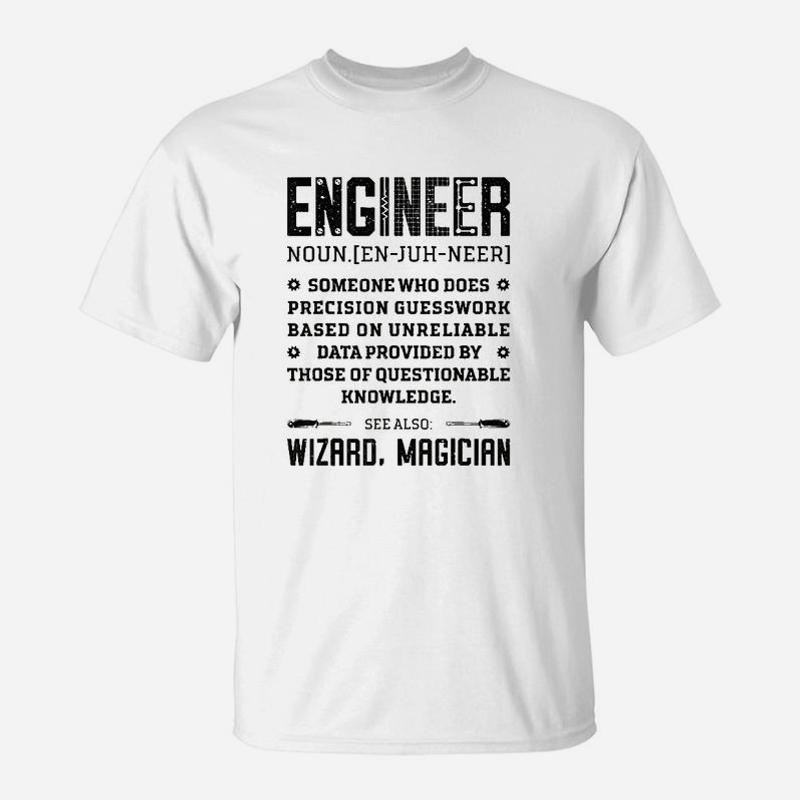 ENGINEER
NOUN.[EN-JUH-NEER]
SOMEONE WHO DOES
PRECISION GUESSWORK
BASED ON UNRELIABLE
DATA PROVIDED BY
THOSE OF QUESTIONABLE
KNOWLEDGE.
SEE ALSO:
WIZARD, MAGICIAN